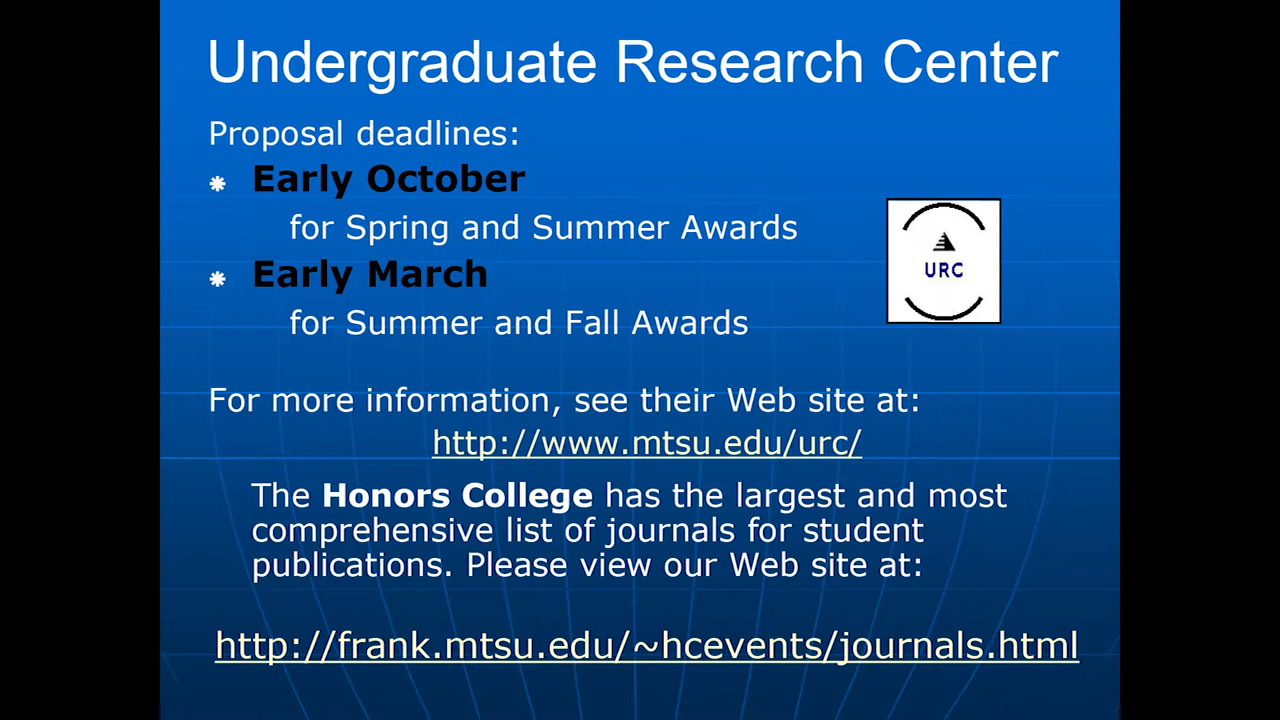 Undergraduate Research Center
Proposal deadlines:
Early October
for Spring and Summer Awards
Early March
for Summer and Fall Awards
URC
For more information, see their Web site at:
http://www.mtsu.edu/urc/
The Honors College has the largest and most
comprehensive list of journals for student
publications. Please view our Web site at:
http://frank.mtsu.edu/~hcevents/journals.html